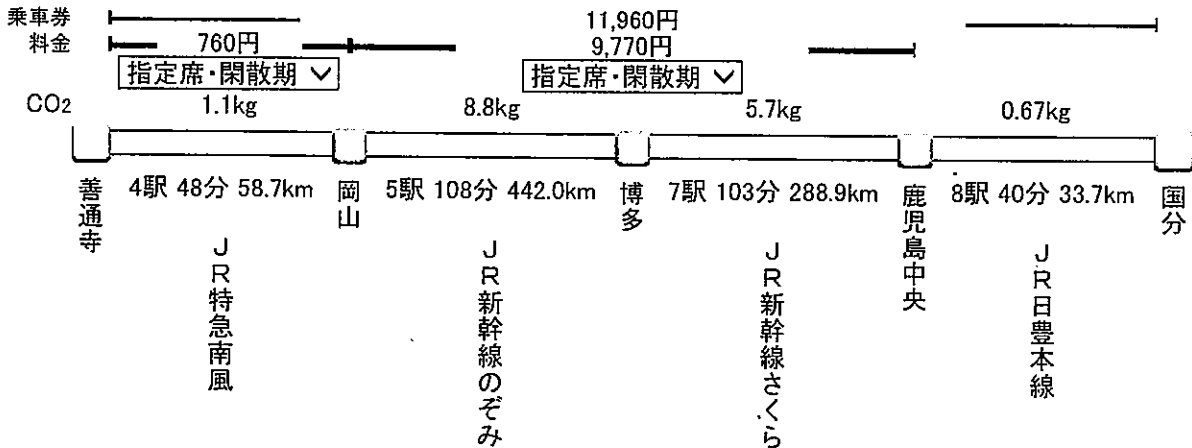 乗車券 11,960円
料金 760円 9,770円
指定席・閑散期 指定席・閑散期
CO2 1.1kg 8.8kg 5.7kg 0.67kg
善通寺 4駅 48分 58.7km 岡山 5駅 108分 442.0km 博多 7駅 103分 288.9km 鹿児島中央 8駅 40分 33.7km 国分
JR特急南風
JR新幹線のぞみ
JR新幹線さくら
JR日豊本線